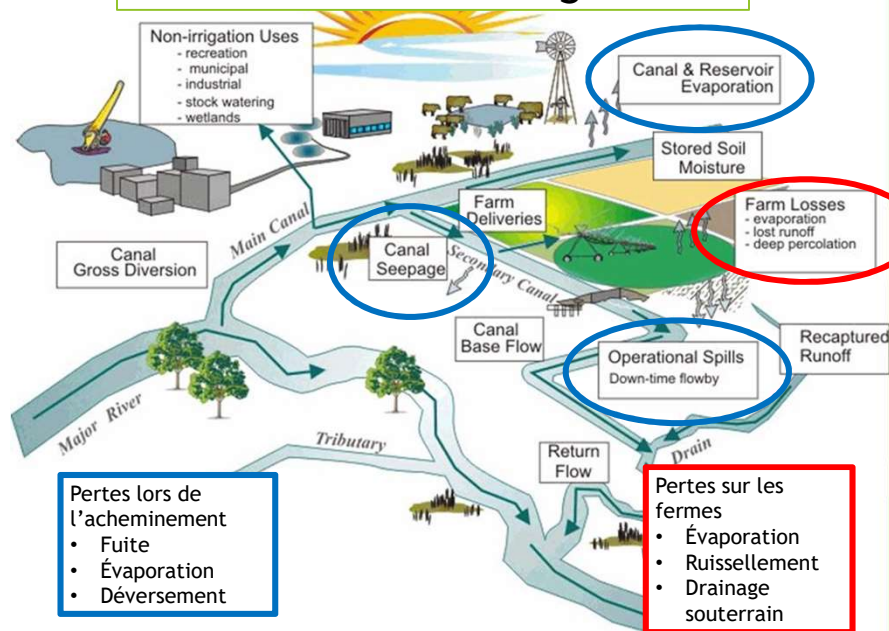 Non-irrigation Uses
- recreation
- municipal
- industrial
- stock watering
- wetlands
Canal & Reservoir
Evaporation
Stored Soil
Moisture
Farm
Deliveries
Farm Losses
- evaporation
- lost runoff
- deep percolation
Main Canal
Canal
Gross Diversion
Canal
Seepage
Secondary Canal
Canal
Base Flow
Operational Spills
Down-time flowby
Recaptured
Runoff
Major River
Tributary
Drain
Return
Flow
Pertes lors de
l'acheminement
• Fuite
• Évaporation
• Déversement
Pertes sur les
fermes
• Évaporation
• Ruissellement
• Drainage
souterrain